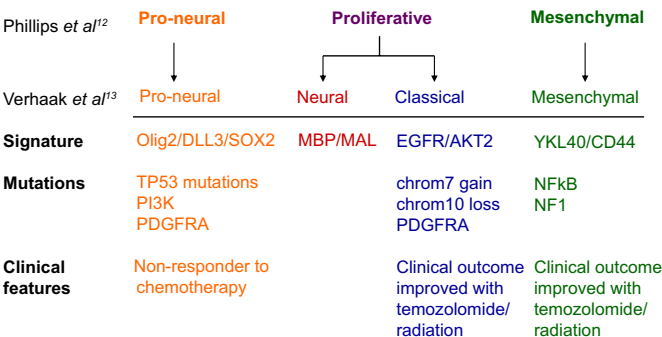 Phillips et al12 Pro-neural Proliferative Mesenchymal
Verhaak et al13 Pro-neural Neural Classical Mesenchymal
Signature Olig2/DLL3/SOX2 MBP/MAL EGFR/AKT2 YKL40/CD44
Mutations TP53 mutations chrom7 gain NFkB
PI3K chrom10 loss NF1
PDGFRA PDGFRA
Clinical Non-responder to Clinical outcome Clinical outcome
features chemotherapy improved with improved with
temozolomide/ temozolomide/
radiation radiation